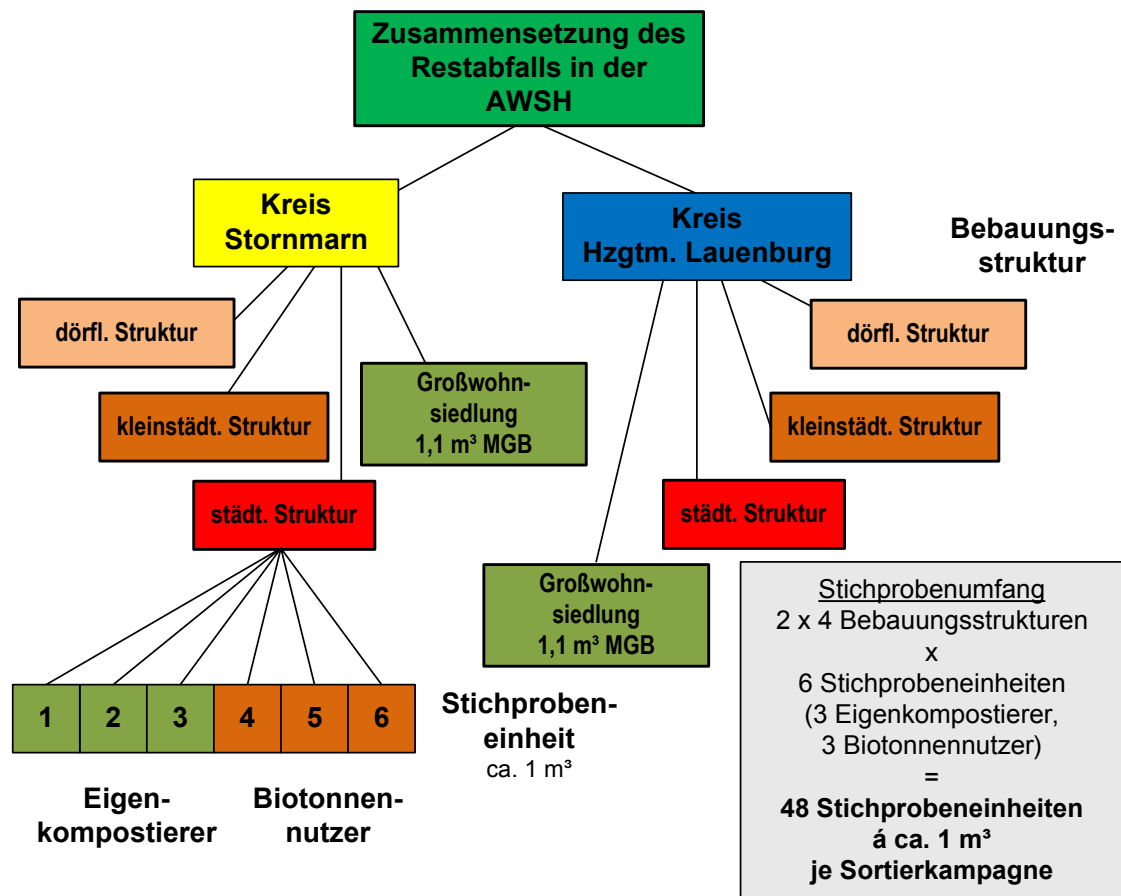 Zusammensetzung des
Restabfalls in der
AWSH
Kreis
Stornmarn
Kreis
Hzgtm. Lauenburg
Bebauungs-
struktur
dörfl. Struktur
kleinstädt. Struktur
Großwohn-
siedlung
1,1 m³ MGB
städt. Struktur
dörfl. Struktur
kleinstädt. Struktur
städt. Struktur
Großwohn-
siedlung
1,1 m³ MGB
1 2 3 4 5 6
Stichproben-
einheit
ca. 1 m³
Eigen-
kompostierer
Biotonnen-
nutzer
Stichprobenumfang
2 x 4 Bebauungsstrukturen
x
6 Stichprobeneinheiten
(3 Eigenkompostierer,
3 Biotonnennutzer)
=
48 Stichprobeneinheiten
á ca. 1 m³
je Sortierkampagne